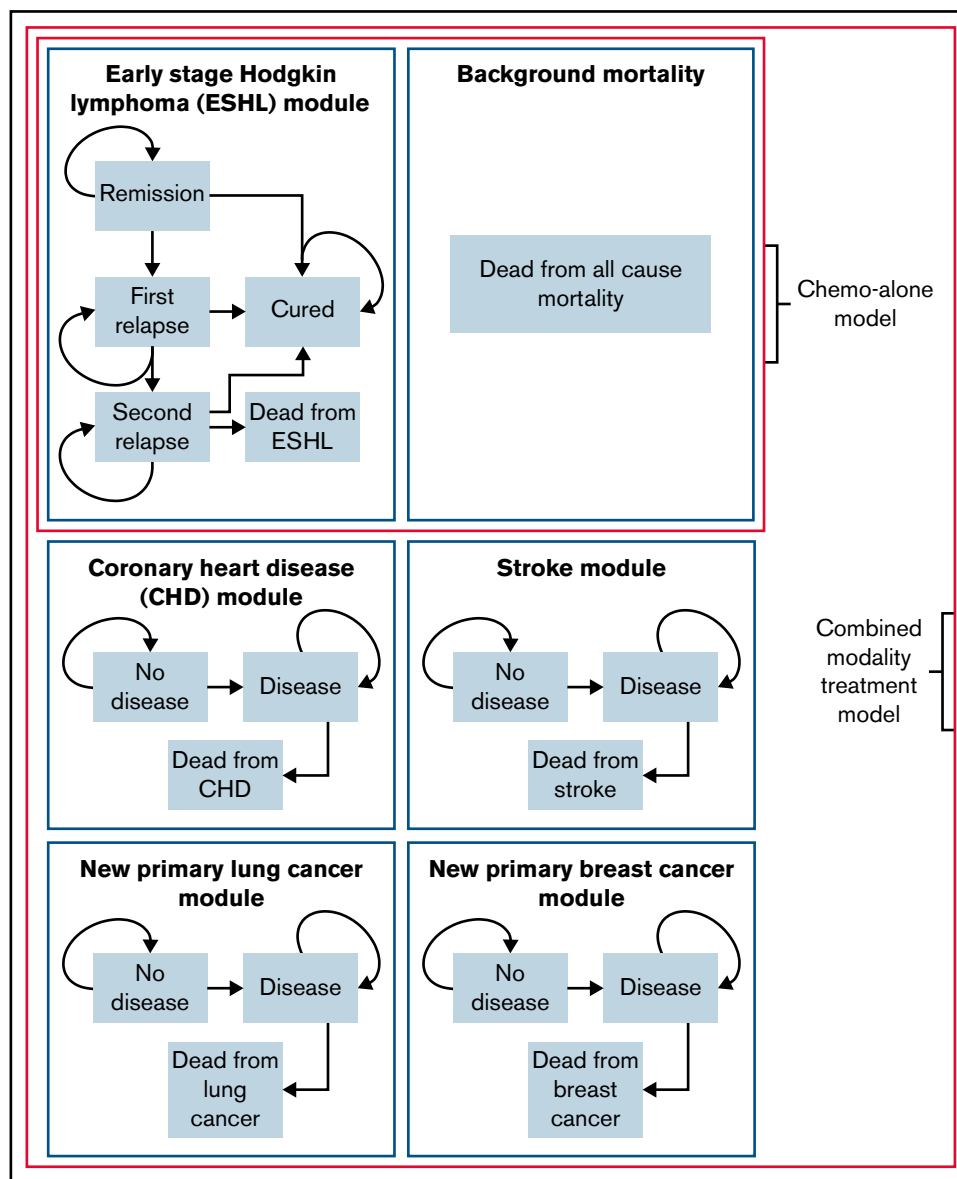 Early stage Hodgkin
lymphoma (ESHL) module
Remission
First
relapse
Cured
Second
relapse
Dead from
ESHL
Background mortality
Dead from all cause
mortality
Chemo-alone
model
Coronary heart disease
(CHD) module
No
disease
Disease
Dead from
CHD
Stroke module
No
disease
Disease
Dead from
stroke
Combined
modality
treatment
model
New primary lung cancer
module
No
disease
Disease
Dead from
lung
cancer
New primary breast cancer
module
No
disease
Disease
Dead from
breast
cancer